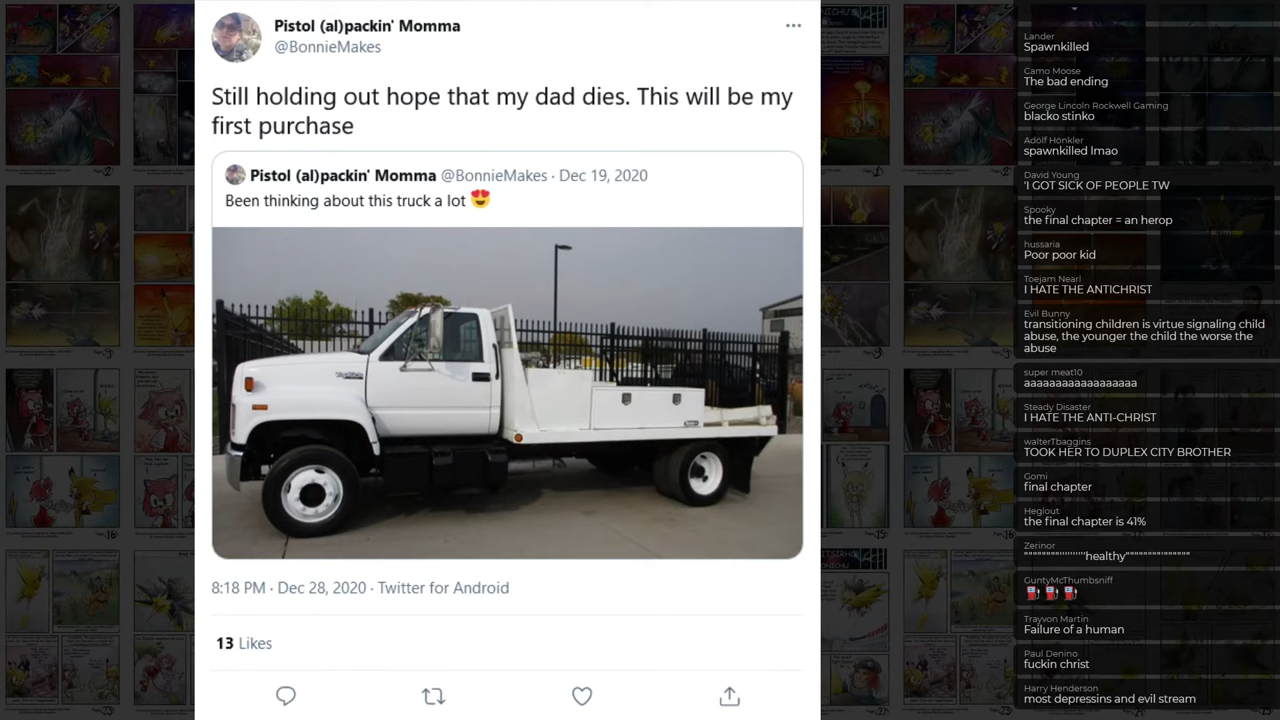 Pistol (al)packin' Momma
@BonnieMakes
Still holding out hope that my dad dies. This will be my
first purchase
Pistol (al)packin' Momma @BonnieMakes · Dec 19, 2020
Been thinking about this truck a lot 😍
8:18 PM · Dec 28, 2020 · Twitter for Android
13 Likes
Lander
Spawnkilled
Camo Moose
The bad ending
George Lincoln Rockwell Gaming
blacko stinko
Adölf Hönkler
spawnkilled lmao
David Young
'I GOT SICK OF PEOPLE TW
Spooky
the final chapter = an herop
hussaria
Poor poor kid
Toejam Nearl
I HATE THE ANTICHRIST
Evil Bunny
transitioning children is virtue signaling child
abuse, the younger the child the worse the
abuse
super meat10
aaaaaaaaaaaaaaaaaa
Steady Disaster
I HATE THE ANTI-CHRIST
walterTbaggins
TOOK HER TO DUPLEX CITY BROTHER
Gomi
final chapter
Heglout
the final chapter is 41%
Zerinor
"""""""""""""""""healthy""""""""""""""""""
GuntyMcThumbsniff
⛽⛽⛽
Trayvon Martin
Failure of a human
Paul Denino
fuckin christ
Harry Henderson
most depressins and evil stream